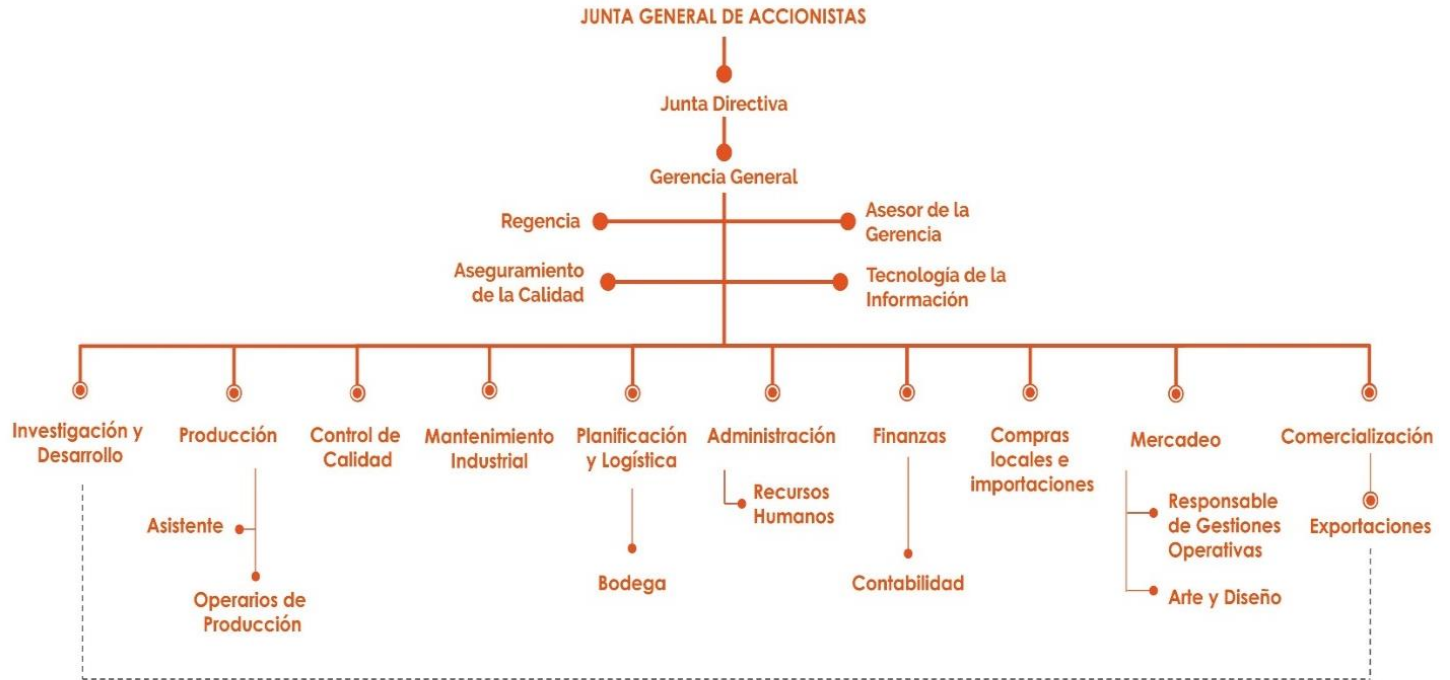 JUNTA GENERAL DE ACCIONISTAS
Junta Directiva
Gerencia General
Regencia
Asesor de la
Gerencia
Aseguramiento
de la Calidad
Tecnología de la
Información
Investigación y
Desarrollo
Producción
Control de
Calidad
Mantenimiento
Industrial
Planificación
y Logística
Administración
Finanzas
Compras
locales e
importaciones
Mercadeo
Comercialización
Asistente
Operarios de
Producción
Bodega
Recursos
Humanos
Contabilidad
Responsable
de Gestiones
Operativas
Arte y Diseño
Exportaciones